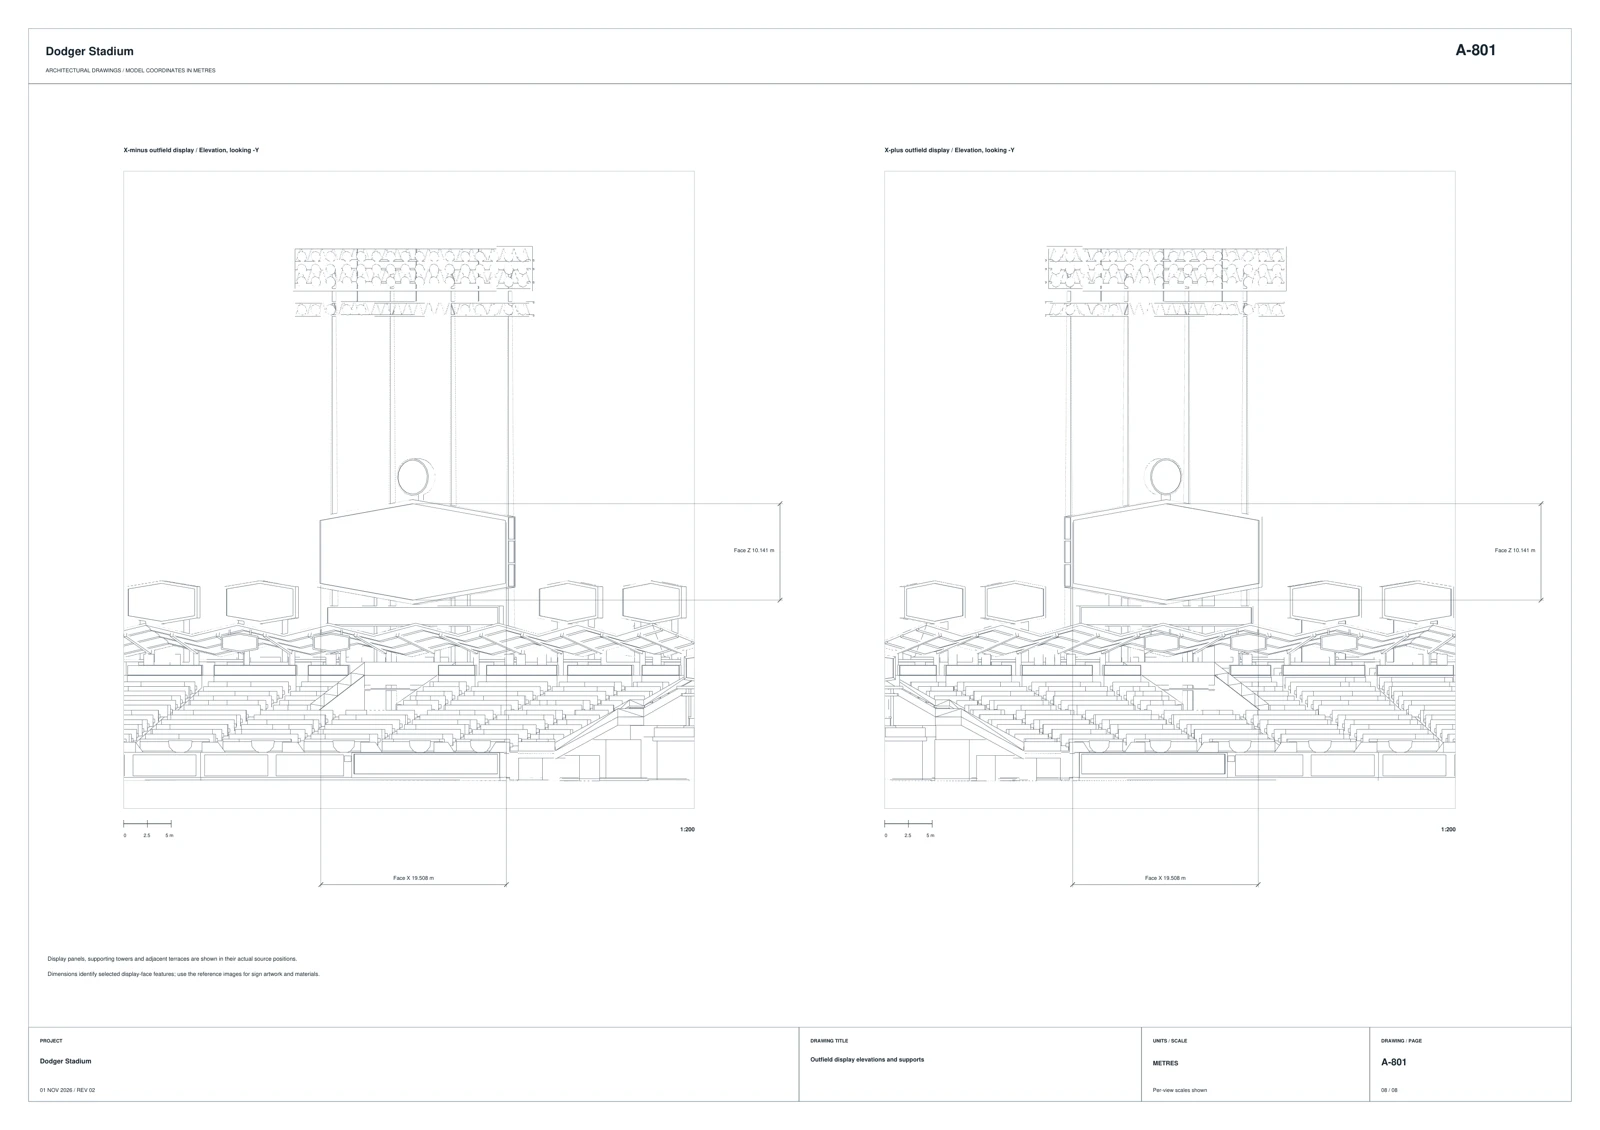 Dodger Stadium
A-801
ARCHITECTURAL DRAWINGS / MODEL COORDINATES IN METRES
X-minus outfield display / Elevation, looking -Y
X-plus outfield display / Elevation, looking -Y
Face Z 10.141 m
Face Z 10.141 m
0 2.5 5 m
1:200
0 2.5 5 m
1:200
Face X 19.508 m
Face X 19.508 m
Display panels, supporting towers and adjacent terraces are shown in their actual source positions.
Dimensions identify selected display-face features; use the reference images for sign artwork and materials.
PROJECT
Dodger Stadium
01 NOV 2026 / REV 02
DRAWING TITLE
Outfield display elevations and supports
UNITS / SCALE
METRES
Per-view scales shown
DRAWING / PAGE
A-801
08 / 08